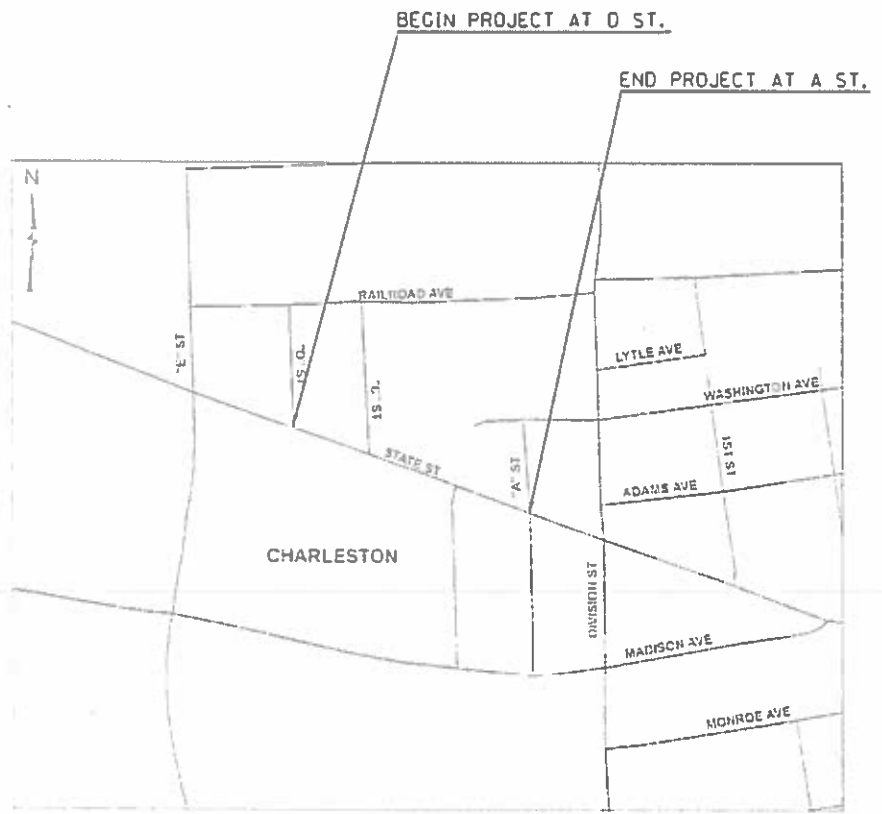 BEGIN PROJECT AT D ST.
END PROJECT AT A ST.
N
RAILROAD AVE
"E" ST
"D" ST
"C" ST
LYTLE AVE
WASHINGTON AVE
STATE ST
"A" ST
1ST ST
ADAMS AVE
CHARLESTON
DIVISION ST
MADISON AVE
MONROE AVE